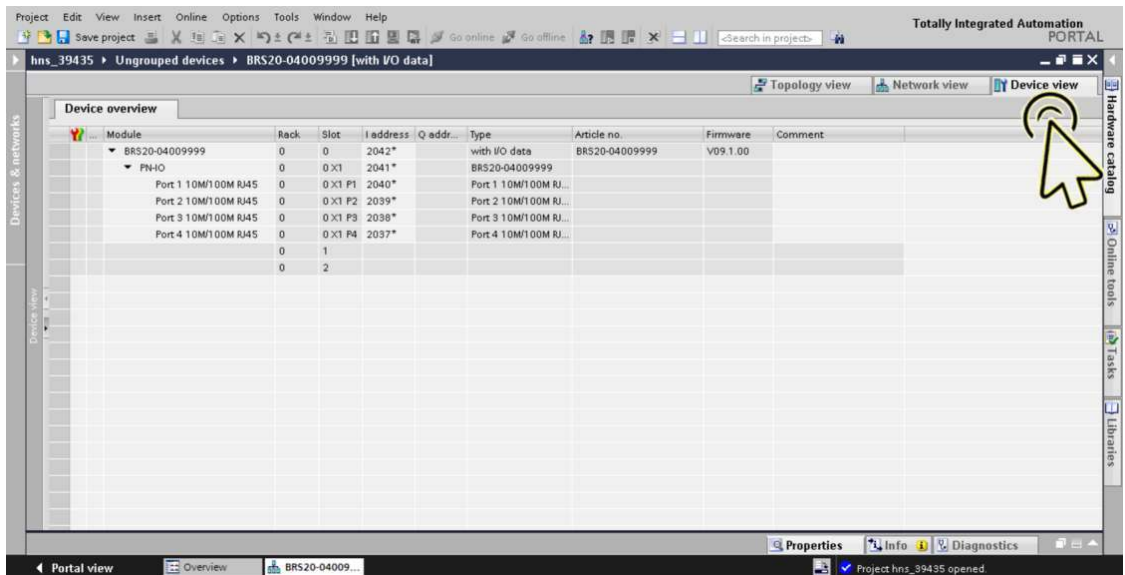 Project Edit View Insert Online Options Tools Window Help
Totally Integrated Automation
PORTAL
Save project Go online Go offline <Search in project>
hns_39435 ▸ Ungrouped devices ▸ BRS20-04009999 [with I/O data]
Topology view Network view Device view
Device overview
... Module Rack Slot I address Q addr... Type Article no. Firmware Comment
BRS20-04009999 0 0 2042* with I/O data BRS20-04009999 V09.1.00
PN-IO 0 0 X1 2041* BRS20-04009999
Port 1 10M/100M RJ45 0 0 X1 P1 2040* Port 1 10M/100M RJ...
Port 2 10M/100M RJ45 0 0 X1 P2 2039* Port 2 10M/100M RJ...
Port 3 10M/100M RJ45 0 0 X1 P3 2038* Port 3 10M/100M RJ...
Port 4 10M/100M RJ45 0 0 X1 P4 2037* Port 4 10M/100M RJ...
0 1
0 2
Devices & networks
Device view
Hardware catalog
Online tools
Tasks
Libraries
Properties Info Diagnostics
Portal view Overview BRS20-04009... Project hns_39435 opened.